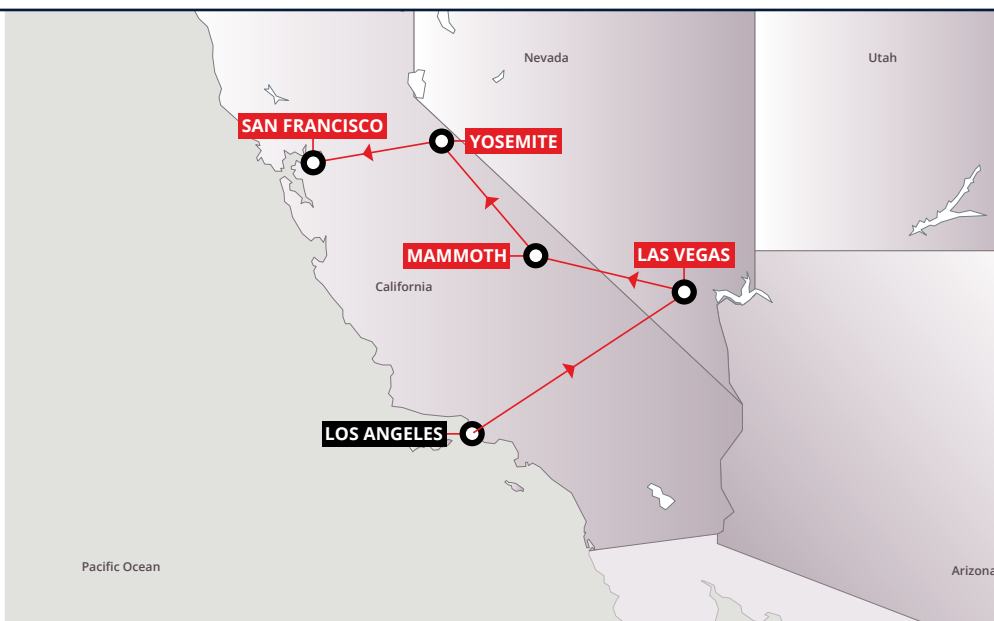 Nevada
Utah
SAN FRANCISCO
YOSEMITE
MAMMOTH
LAS VEGAS
California
LOS ANGELES
Pacific Ocean
Arizona